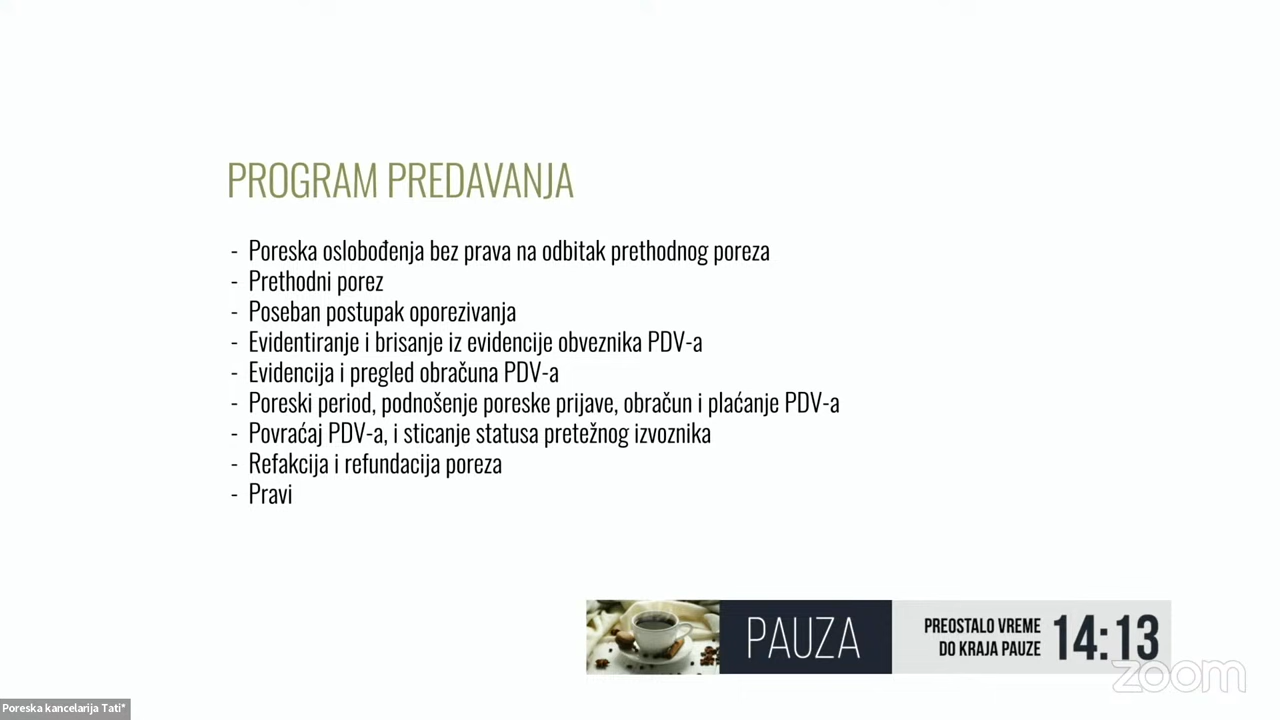 PROGRAM PREDAVANJA
- Poreska oslobođenja bez prava na odbitak prethodnog poreza
- Prethodni porez
- Poseban postupak oporezivanja
- Evidentiranje i brisanje iz evidencije obveznika PDV-a
- Evidencija i pregled obračuna PDV-a
- Poreski period, podnošenje poreske prijave, obračun i plaćanje PDV-a
- Povraćaj PDV-a, i sticanje statusa pretežnog izvoznika
- Refakcija i refundacija poreza
- Pravi
PAUZA
PREOSTALO VREME
DO KRAJA PAUZE
14:13
zoom
Poreska kancelarija Tati*